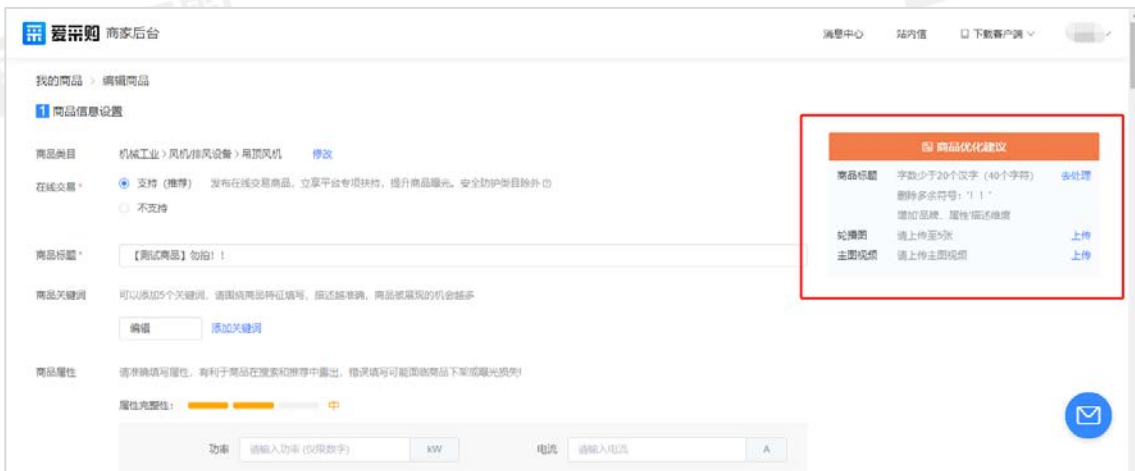 爱采购 商家后台
消息中心 站内信 下载客户端
我的商品 > 编辑商品
1 商品信息设置
商品类目 机械工业 > 风机/排风设备 > 吊顶风机 修改
在线交易* 支持（推荐） 发布在线交易商品，立享平台专项扶持，提升商品曝光。安全防护类目除外
不支持
商品标题* 【测试商品】勿拍！！
商品关键词 可以添加5个关键词，请围绕商品特征填写，描述越准确，商品被展现的机会越多
编辑 添加关键词
商品属性 请准确填写属性，有利于商品在搜索和推荐中露出，错误填写可能面临商品下架或曝光损失!
属性完整性： 中
功率 请输入功率 (仅限数字) kW 电流 请输入电流 A
商品优化建议
商品标题 字数少于20个汉字（40个字符） 去处理
删除多余符号：'！！'
增加'品牌、属性'描述维度
轮播图 请上传至5张 上传
主图视频 请上传主图视频 上传